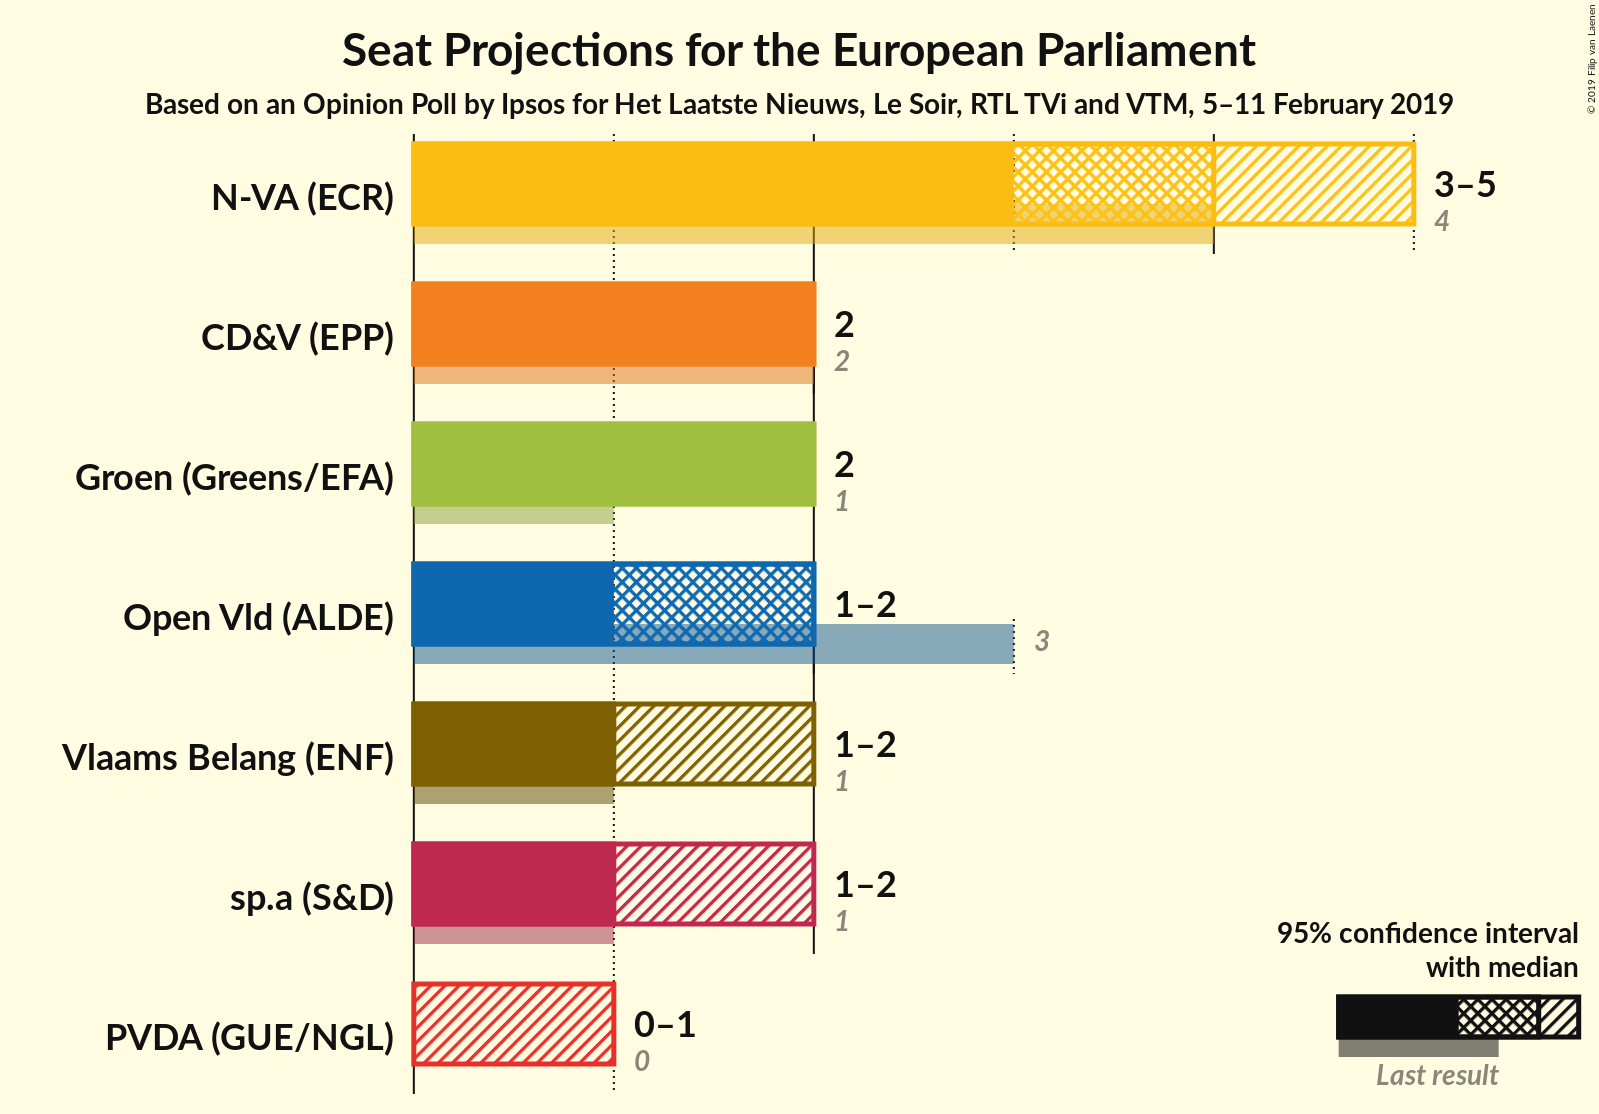 Seat Projections for the European Parliament
Based on an Opinion Poll by Ipsos for Het Laatste Nieuws, Le Soir, RTL TVi and VTM, 5–11 February 2019
© 2019 Filip van Laenen
N-VA (ECR)
3–5
4
CD&V (EPP)
2
2
Groen (Greens/EFA)
2
1
Open Vld (ALDE)
1–2
3
Vlaams Belang (ENF)
1–2
1
sp.a (S&D)
1–2
1
PVDA (GUE/NGL)
0–1
0
95% confidence interval
with median
Last result